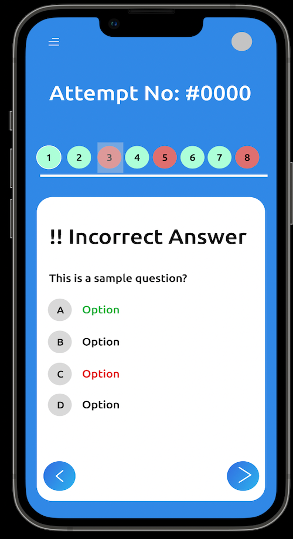 Attempt No: #0000
1 2 3 4 5 6 7 8
!! Incorrect Answer
This is a sample question?
A Option
B Option
C Option
D Option